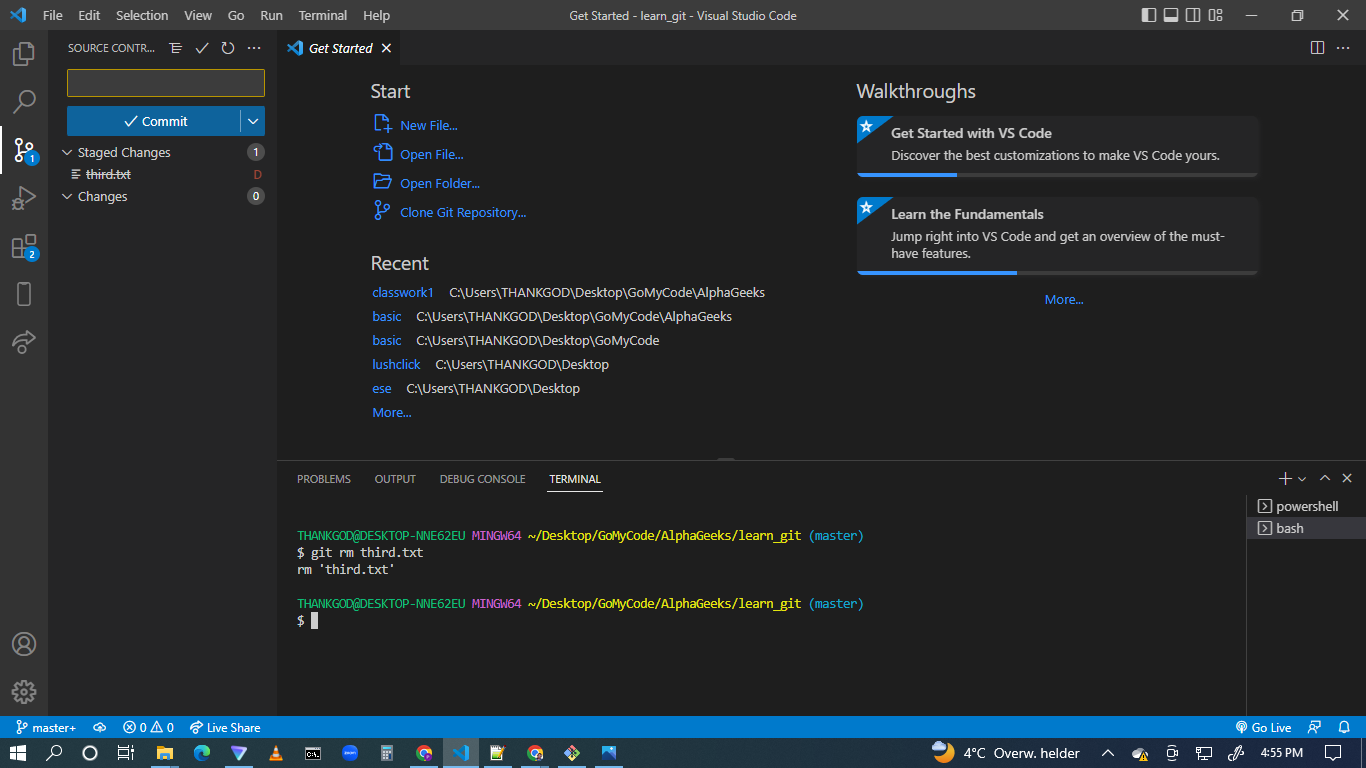 File Edit Selection View Go Run Terminal Help
Get Started - learn_git - Visual Studio Code
SOURCE CONTR...
Get Started
Commit
Staged Changes 1
third.txt D
Changes 0
1
2
Start
New File...
Open File...
Open Folder...
Clone Git Repository...
Recent
classwork1 C:\Users\THANKGOD\Desktop\GoMyCode\AlphaGeeks
basic C:\Users\THANKGOD\Desktop\GoMyCode\AlphaGeeks
basic C:\Users\THANKGOD\Desktop\GoMyCode
lushclick C:\Users\THANKGOD\Desktop
ese C:\Users\THANKGOD\Desktop
More...
Walkthroughs
Get Started with VS Code
Discover the best customizations to make VS Code yours.
Learn the Fundamentals
Jump right into VS Code and get an overview of the must-
have features.
More...
PROBLEMS OUTPUT DEBUG CONSOLE TERMINAL
powershell
bash
THANKGOD@DESKTOP-NNE62EU MINGW64 ~/Desktop/GoMyCode/AlphaGeeks/learn_git (master)
$ git rm third.txt
rm 'third.txt'
THANKGOD@DESKTOP-NNE62EU MINGW64 ~/Desktop/GoMyCode/AlphaGeeks/learn_git (master)
$
master+ 0 0 Live Share Go Live
4°C Overw. helder 4:55 PM